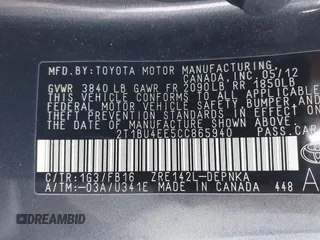 MFD.BY:TOYOTA MOTOR MANUFACTURING
CANADA, INC. 05/12
GVWR 3840 LB GAWR FR 2090LB RR 1850LB
THIS VEHICLE CONFORMS TO ALL APPLICABLE
FEDERAL MOTOR VEHICLE SAFETY, BUMPER, AND
THEFT PREVENTION STANDARDS IN EFFECT ON
THE DATE OF MANUFACTURE SHOWN ABOVE.
2T1BU4EE5CC865940 PASS.CAR
C/TR:1G3/FB16 ZRE142L-DEPNKA
A/TM:-03A/U341E MADE IN CANADA 448
TOYOTA
DREAMBID